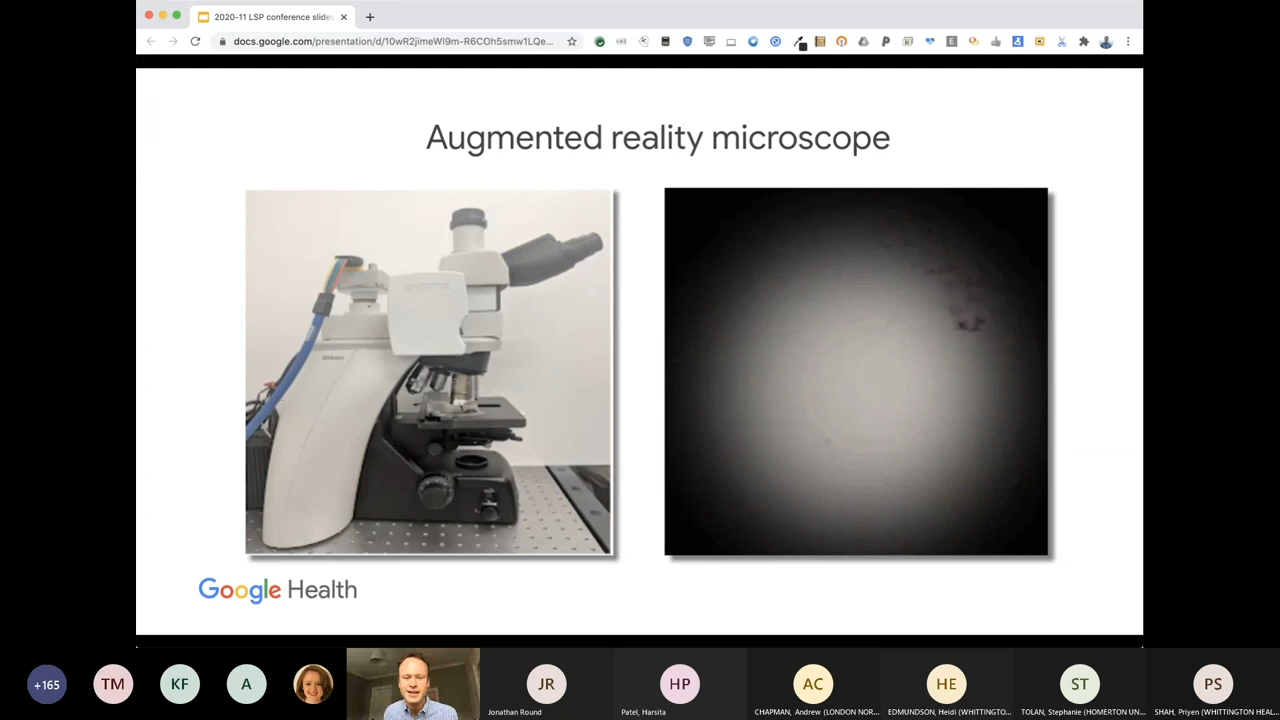 2020-11 LSP conference slides
docs.google.com/presentation/d/10wR2jimeWl9m-R6COh5smw1LQe...
Augmented reality microscope
Nikon
Google Health
+165
TM
KF
A
JR
HP
AC
HE
ST
PS
Jonathan Round
Patel, Harsita
CHAPMAN, Andrew (LONDON NOR...
EDMUNDSON, Heidi (WHITTINGTO...
TOLAN, Stephanie (HOMERTON UN...
SHAH, Priyen (WHITTINGTON HEAL...